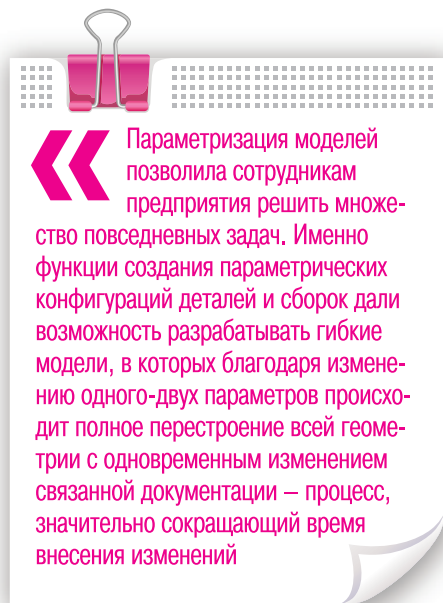 «
Параметризация моделей
позволила сотрудникам
предприятия решить множе-
ство повседневных задач. Именно
функции создания параметрических
конфигураций деталей и сборок дали
возможность разрабатывать гибкие
модели, в которых благодаря измене-
нию одного-двух параметров происхо-
дит полное перестроение всей геоме-
трии с одновременным изменением
связанной документации – процесс,
значительно сокращающий время
внесения изменений